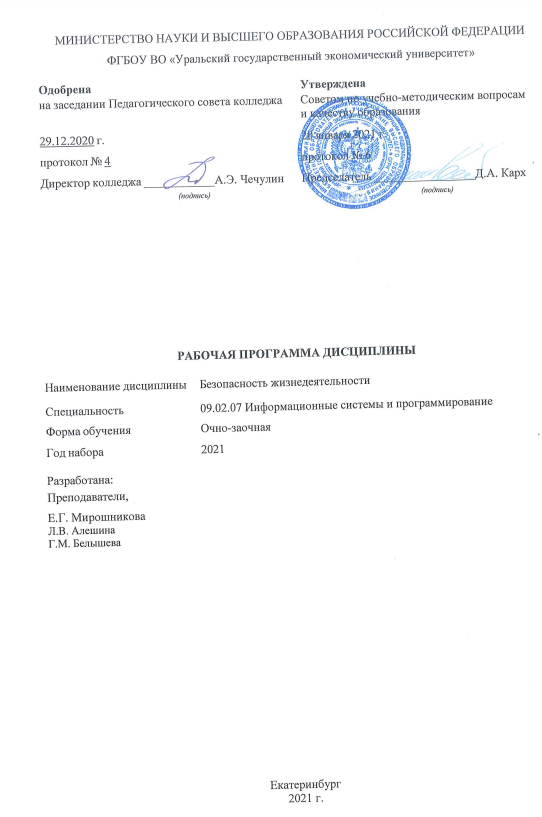 МИНИСТЕРСТВО НАУКИ И ВЫСШЕГО ОБРАЗОВАНИЯ РОССИЙСКОЙ ФЕДЕРАЦИИ
ФГБОУ ВО «Уральский государственный экономический университет»
Одобрена
на заседании Педагогического совета колледжа
29.12.2020 г.
протокол № 4
Директор колледжа А.Э. Чечулин
(подпись)
Утверждена
Советом по учебно-методическим вопросам
и качеству образования
января 2021 г.
протокол №
Председатель Д.А. Карх
(подпись)
РАБОЧАЯ ПРОГРАММА ДИСЦИПЛИНЫ
Наименование дисциплины Безопасность жизнедеятельности
Специальность 09.02.07 Информационные системы и программирование
Форма обучения Очно-заочная
Год набора 2021
Разработана:
Преподаватели,
Е.Г. Мирошникова
Л.В. Алешина
Г.М. Белышева
Екатеринбург
2021 г.